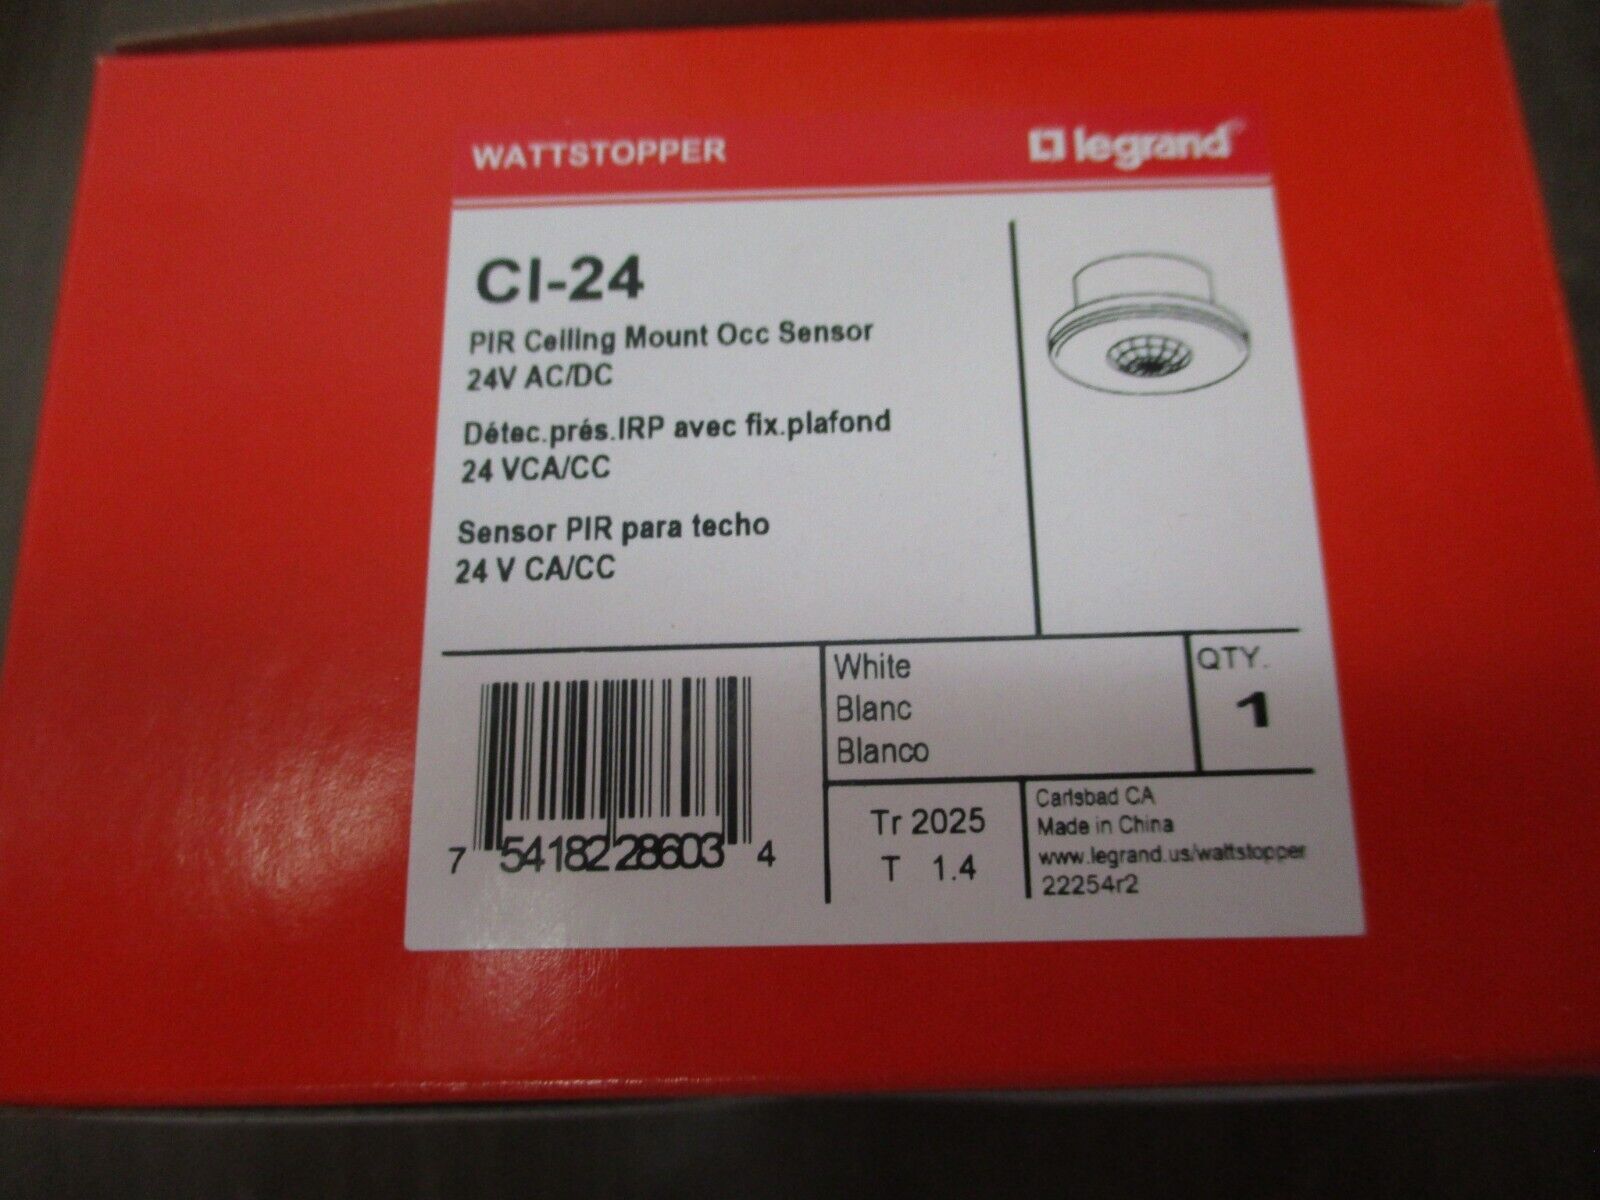 WATTSTOPPER
legrand®
CI-24
PIR Ceiling Mount Occ Sensor
24V AC/DC
Détec.prés.IRP avec fix.plafond
24 VCA/CC
Sensor PIR para techo
24 V CA/CC
7 54182 28603 4
White
Blanc
Blanco
QTY.
1
Tr 2025
T 1.4
Carlsbad CA
Made in China
www.legrand.us/wattstopper
22254r2